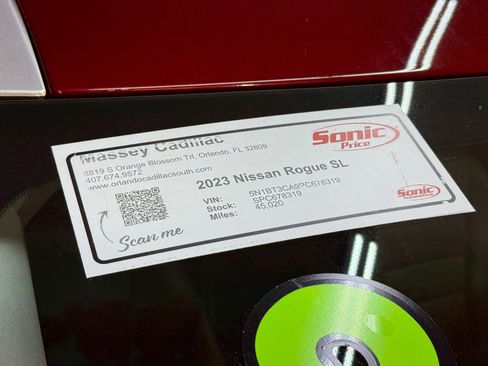 Massey Cadillac
8819 S Orange Blossom Trl, Orlando, FL 32809
407.674.9572
www.orlandocadillacsouth.com
Sonic
Price
2023 Nissan Rogue SL
VIN: 5N1BT3CA9PC678319
Stock: SPC678319
Miles: 45,020
Scan me
Sonic